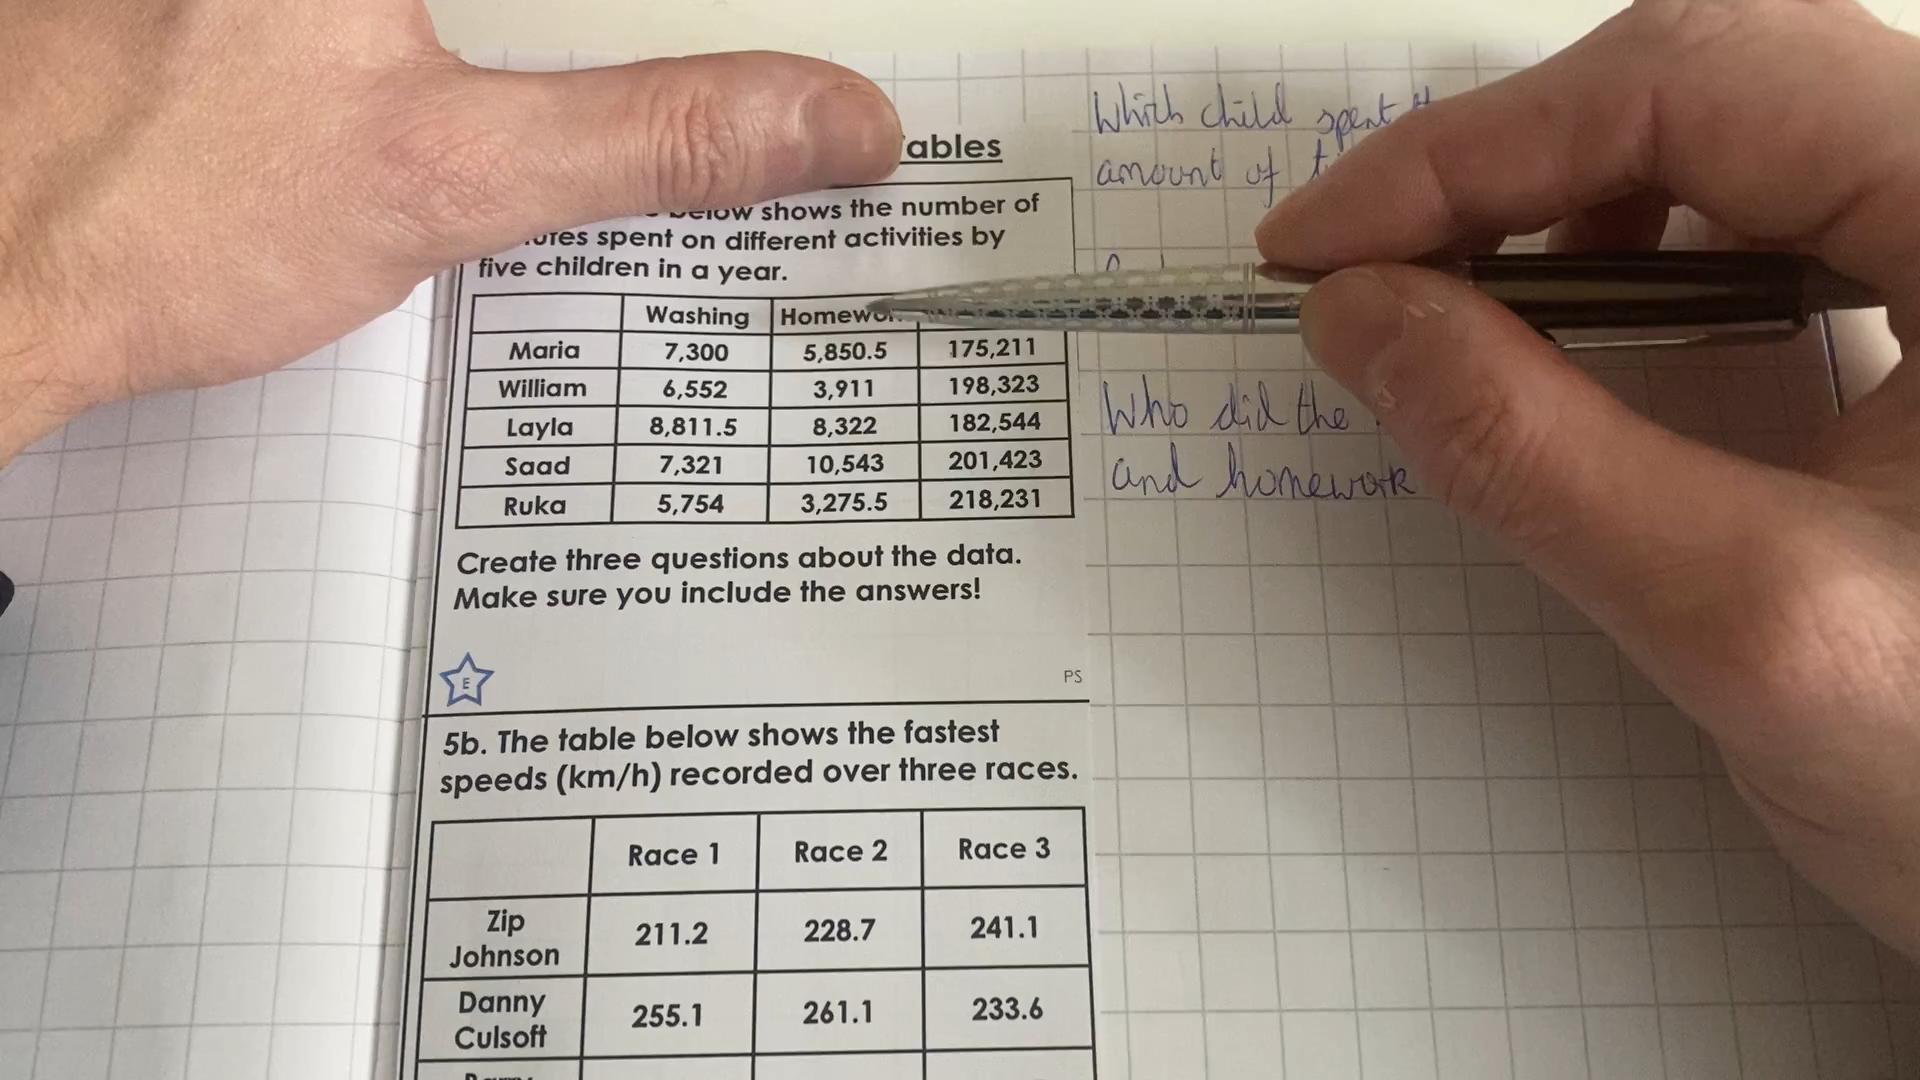 ables
below shows the number of
spent on different activities by
five children in a year.
Washing Homewor
Maria 7,300 5,850.5 175,211
William 6,552 3,911 198,323
Layla 8,811.5 8,322 182,544
Saad 7,321 10,543 201,423
Ruka 5,754 3,275.5 218,231
Create three questions about the data.
Make sure you include the answers!
E
PS
5b. The table below shows the fastest
speeds (km/h) recorded over three races.
Race 1 Race 2 Race 3
Zip
Johnson 211.2 228.7 241.1
Danny
Culsoft 255.1 261.1 233.6
Which child spent
amount of
Who did the
and homework